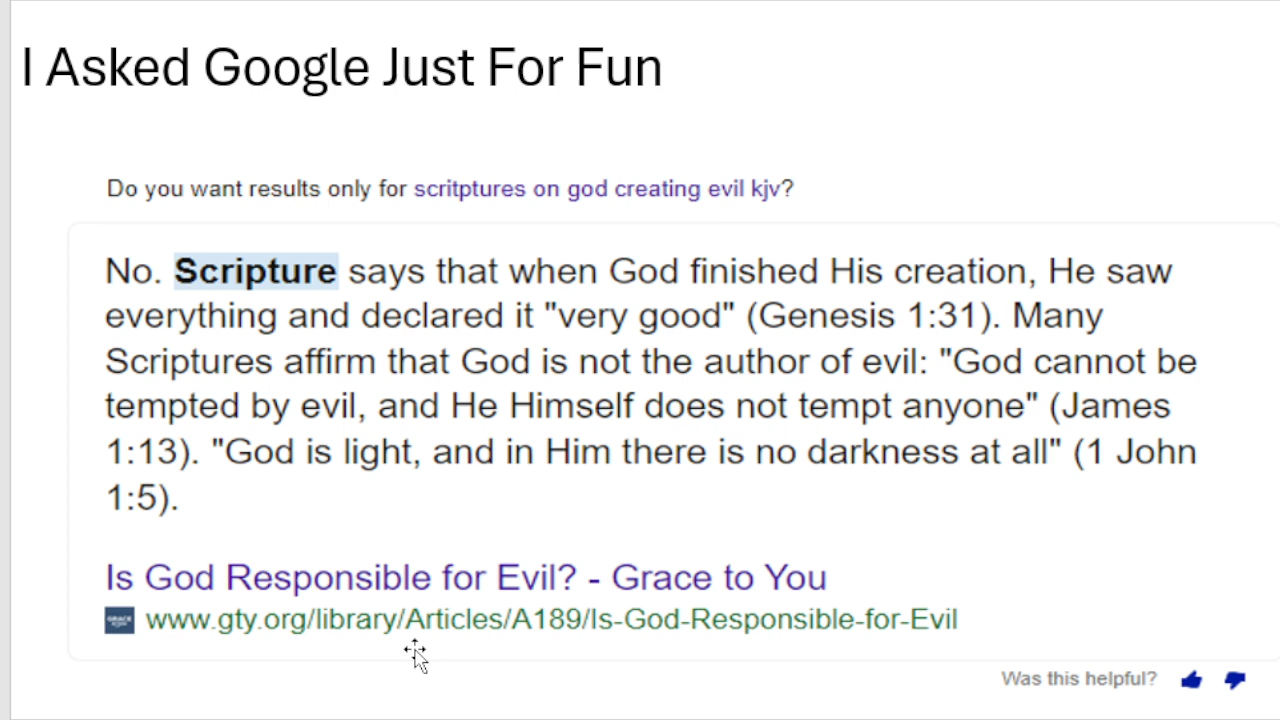 I Asked Google Just For Fun
Do you want results only for scritptures on god creating evil kjv?
No. Scripture says that when God finished His creation, He saw
everything and declared it "very good" (Genesis 1:31). Many
Scriptures affirm that God is not the author of evil: "God cannot be
tempted by evil, and He Himself does not tempt anyone" (James
1:13). "God is light, and in Him there is no darkness at all" (1 John
1:5).
Is God Responsible for Evil? - Grace to You
www.gty.org/library/Articles/A189/Is-God-Responsible-for-Evil
Was this helpful?